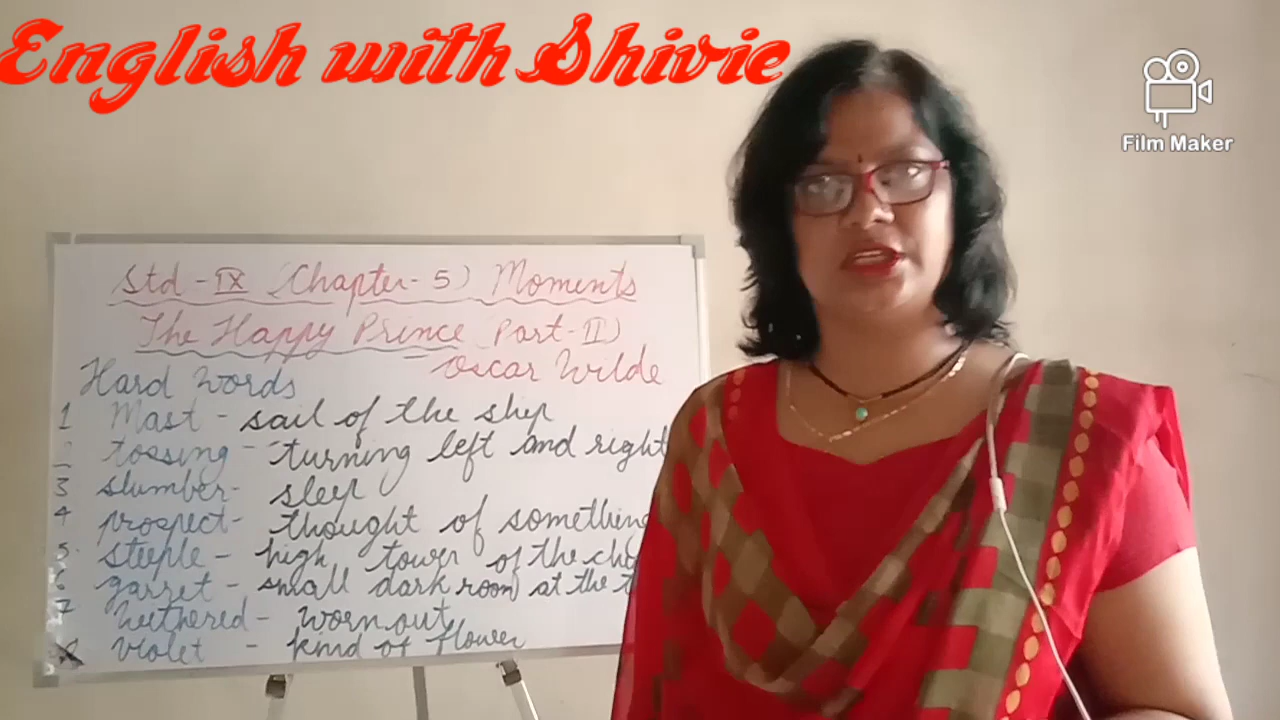 English with Shivie
Film Maker
Std-IX (Chapter-5) Moments
The Happy Prince (Part-II)
- Oscar Wilde
Hard Words
1 Mast - sail of the ship
2 tossing - turning left and right
3 slumber- sleep
4 prospect- thought of something
5. steeple - high tower of the
6 garret - small dark room at the
7 wethered - worn out
8 violet - kind of flower